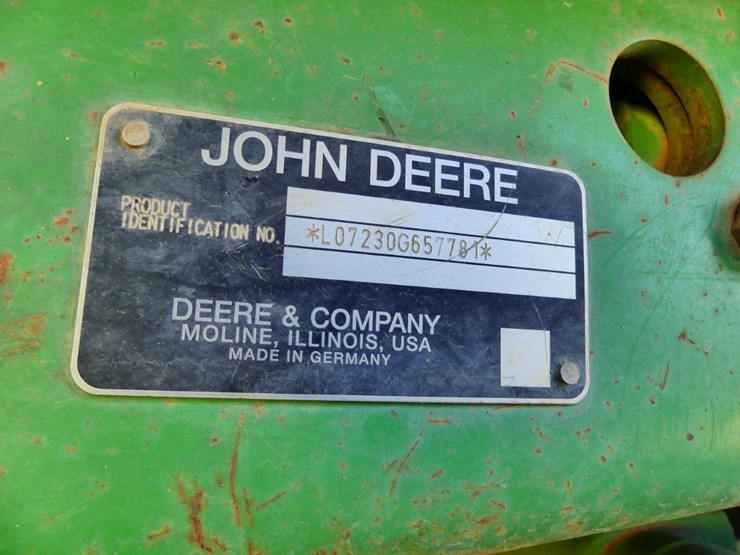 JOHN DEERE
PRODUCT
IDENTIFICATION NO.
*L07230G657781*
DEERE & COMPANY
MOLINE, ILLINOIS, USA
MADE IN GERMANY